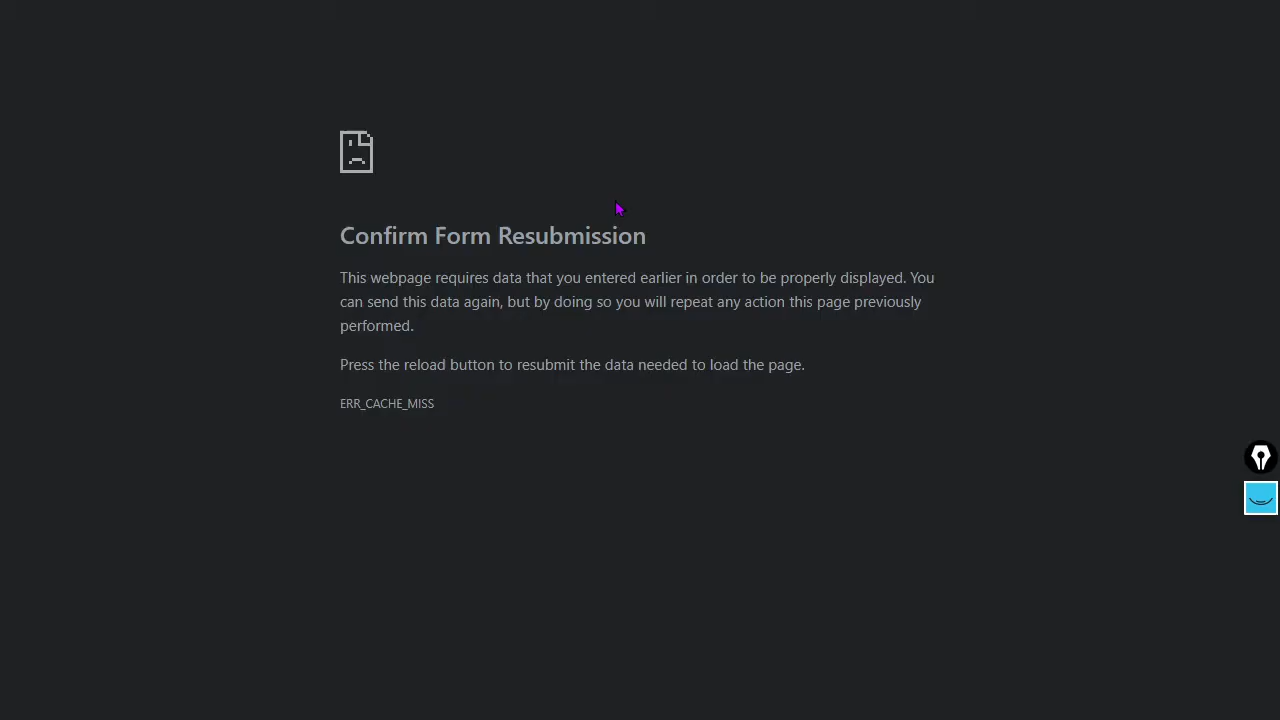 Confirm Form Resubmission
This webpage requires data that you entered earlier in order to be properly displayed. You
can send this data again, but by doing so you will repeat any action this page previously
performed.
Press the reload button to resubmit the data needed to load the page.
ERR_CACHE_MISS